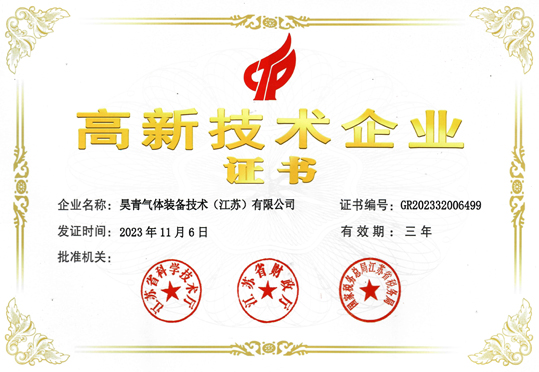 高新技术企业
证书
企业名称：昊青气体装备技术（江苏）有限公司
证书编号：GR202332006499
发证时间：2023年11月6日
有效期：三年
批准机关：
江苏省科学技术厅
江苏省财政厅
国家税务总局江苏省税务局